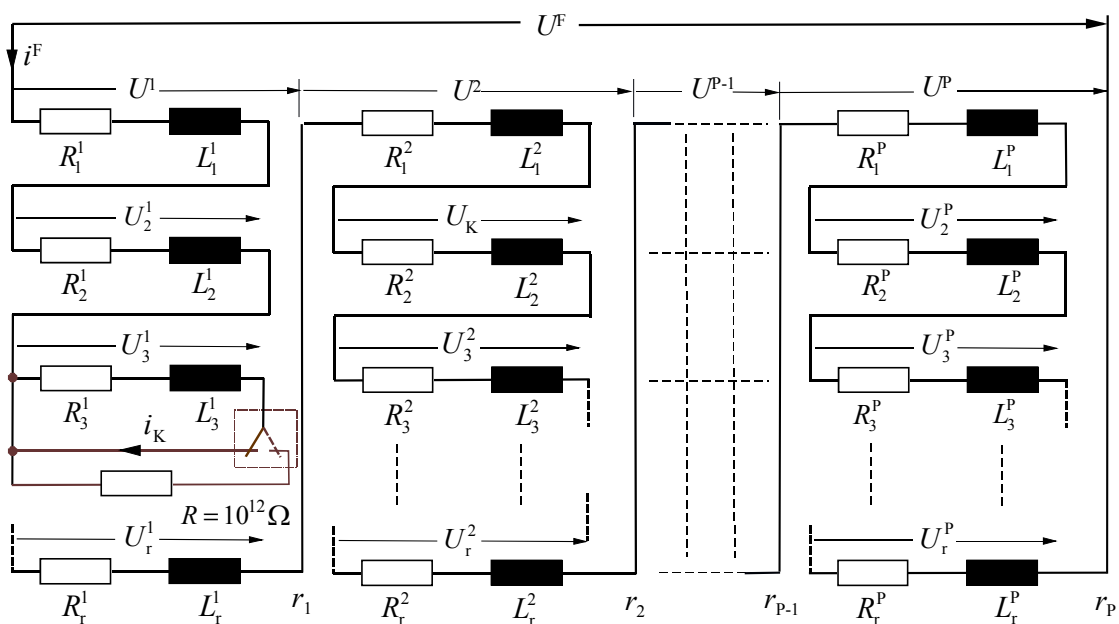 U^F
i^F
U^1 U^2 U^{P-1} U^P
R_1^1 L_1^1 R_1^2 L_1^2 R_1^P L_1^P
U_2^1 U_K U_2^P
R_2^1 L_2^1 R_2^2 L_2^2 R_2^P L_2^P
U_3^1 U_3^2 U_3^P
R_3^1 L_3^1 R_3^2 L_3^2 R_3^P L_3^P
i_K
R = 10^{12} Ω
U_r^1 U_r^2 U_r^P
R_r^1 L_r^1 r_1 R_r^2 L_r^2 r_2 r_{P-1} R_r^P L_r^P r_P